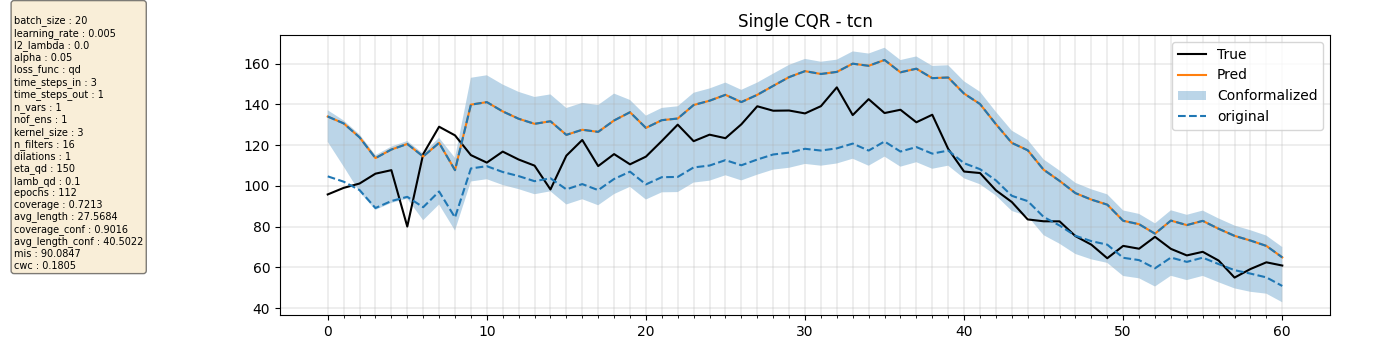 batch_size : 20
learning_rate : 0.005
l2_lambda : 0.0
alpha : 0.05
loss_func : qd
time_steps_in : 3
time_steps_out : 1
n_vars : 1
nof_ens : 1
kernel_size : 3
n_filters : 16
dilations : 1
eta_qd : 150
lamb_qd : 0.1
epochs : 112
coverage : 0.7213
avg_length : 27.5684
coverage_conf : 0.9016
avg_length_conf : 40.5022
mis : 90.0847
cwc : 0.1805
Single CQR - tcn
160
140
120
100
80
60
40
True
Pred
Conformalized
original
0 10 20 30 40 50 60